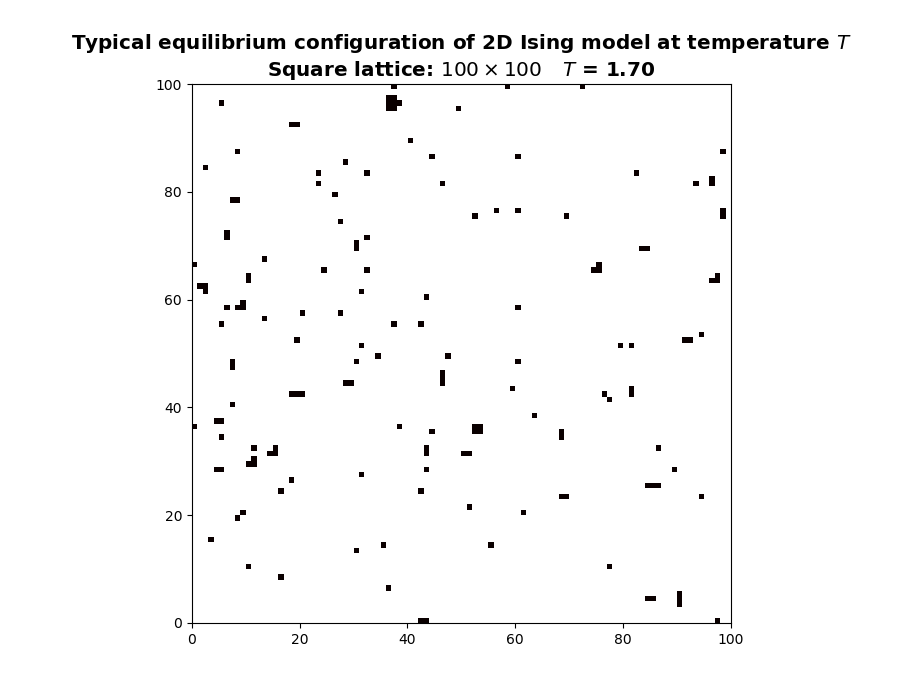 Typical equilibrium configuration of 2D Ising model at temperature T
Square lattice: 100 × 100 T = 1.70
100
80
60
40
20
0
0 20 40 60 80 100